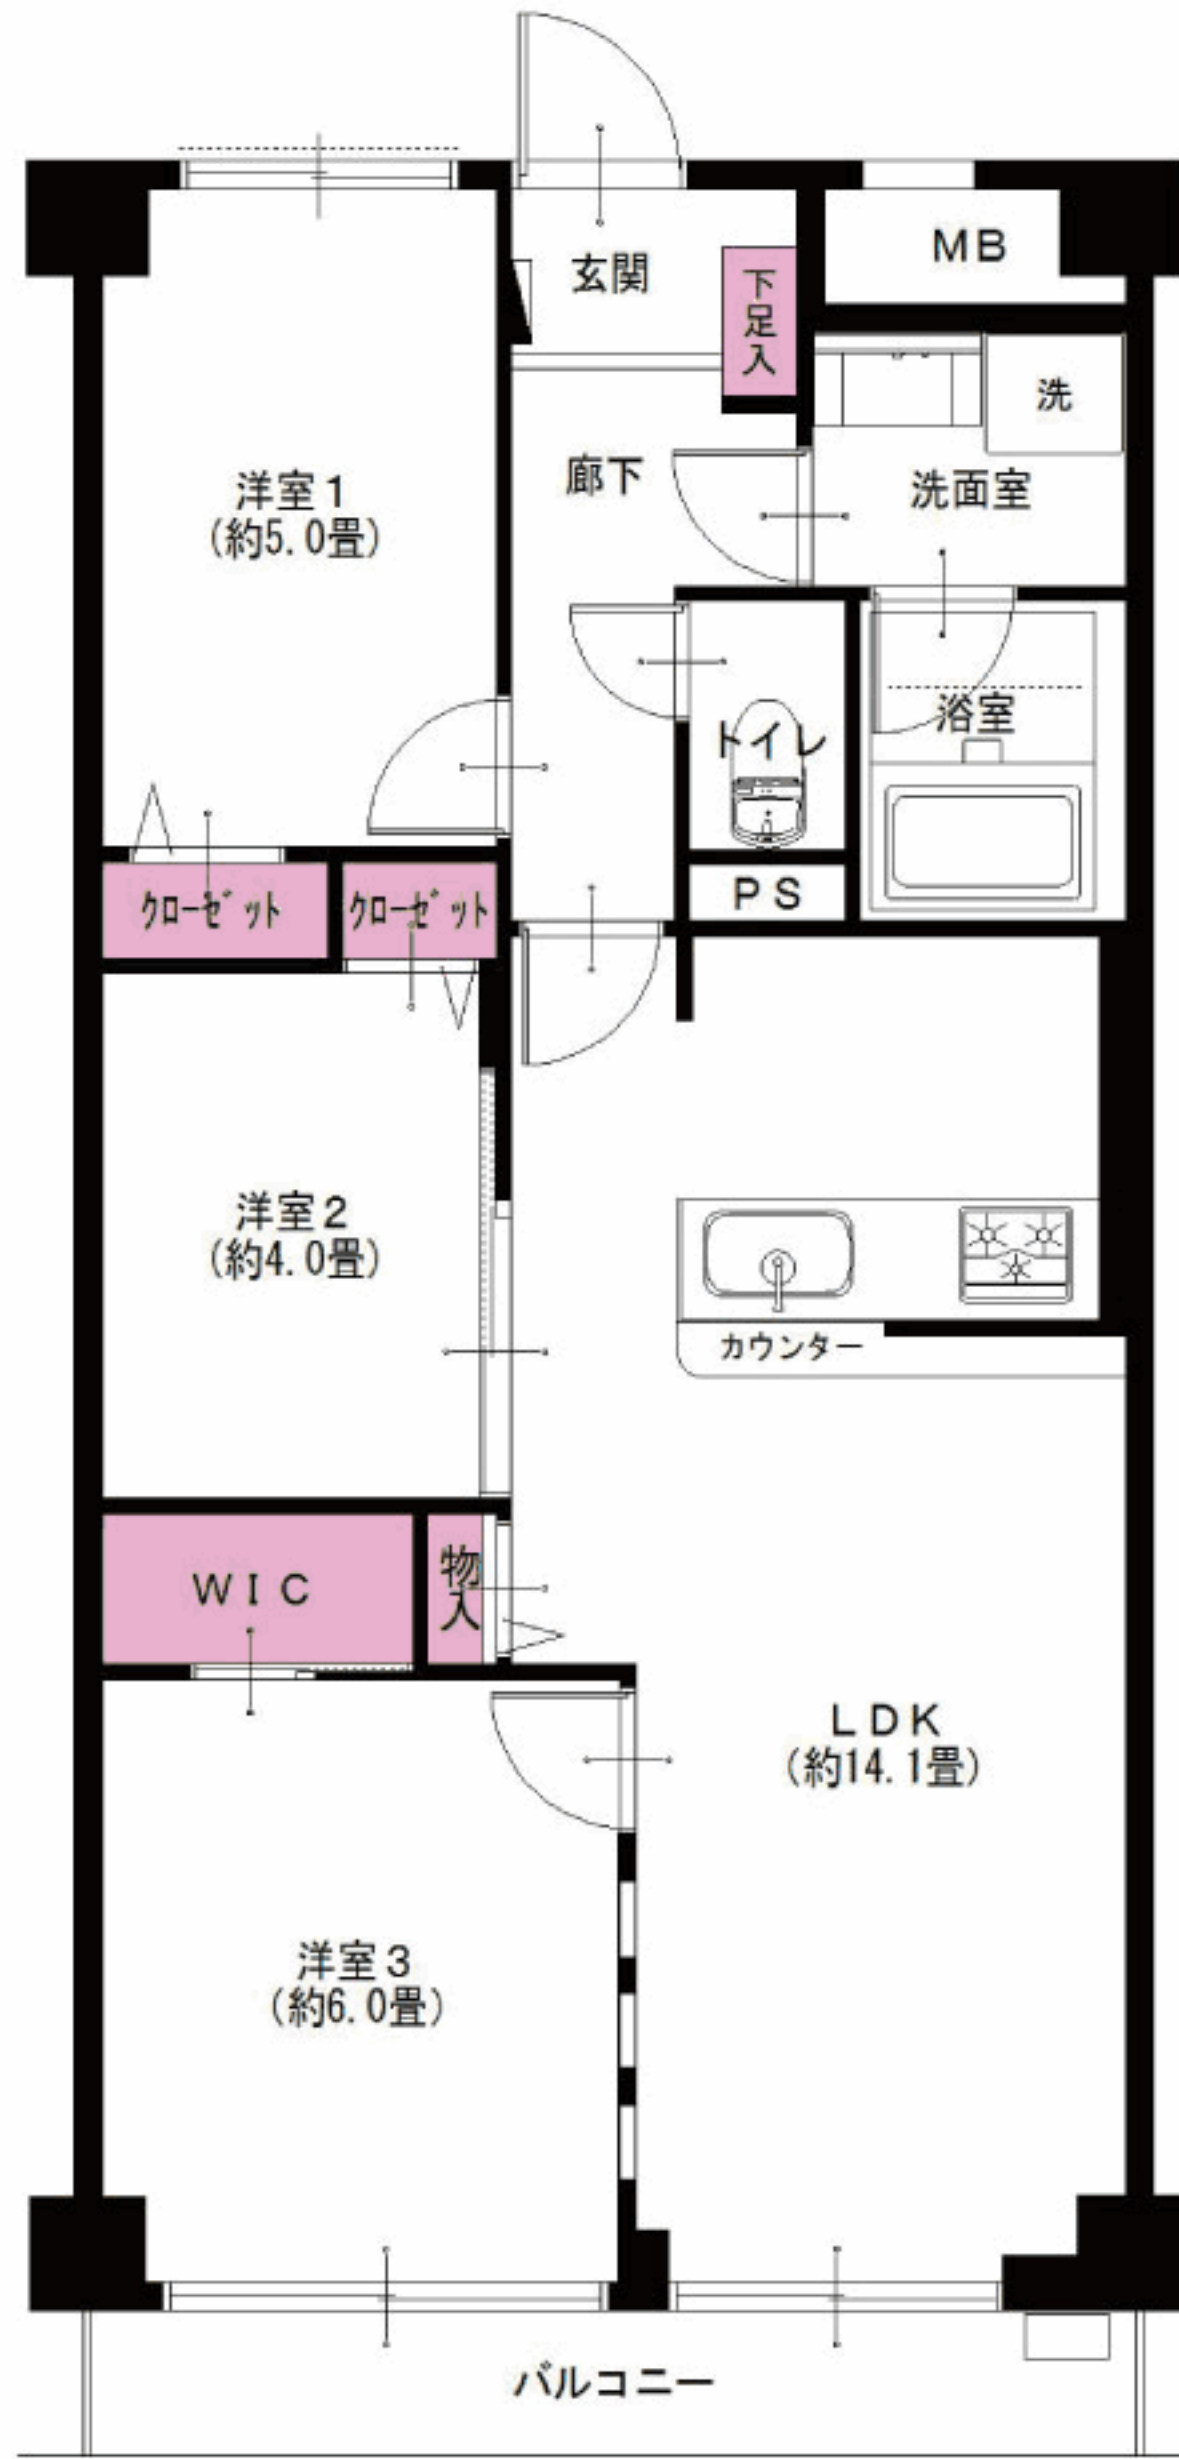 玄関
MB
下足入
洗
廊下
洗面室
洋室1
(約5.0畳)
トイレ
浴室
PS
クローゼット
クローゼット
洋室2
(約4.0畳)
カウンター
WIC
物入
LDK
(約14.1畳)
洋室3
(約6.0畳)
バルコニー